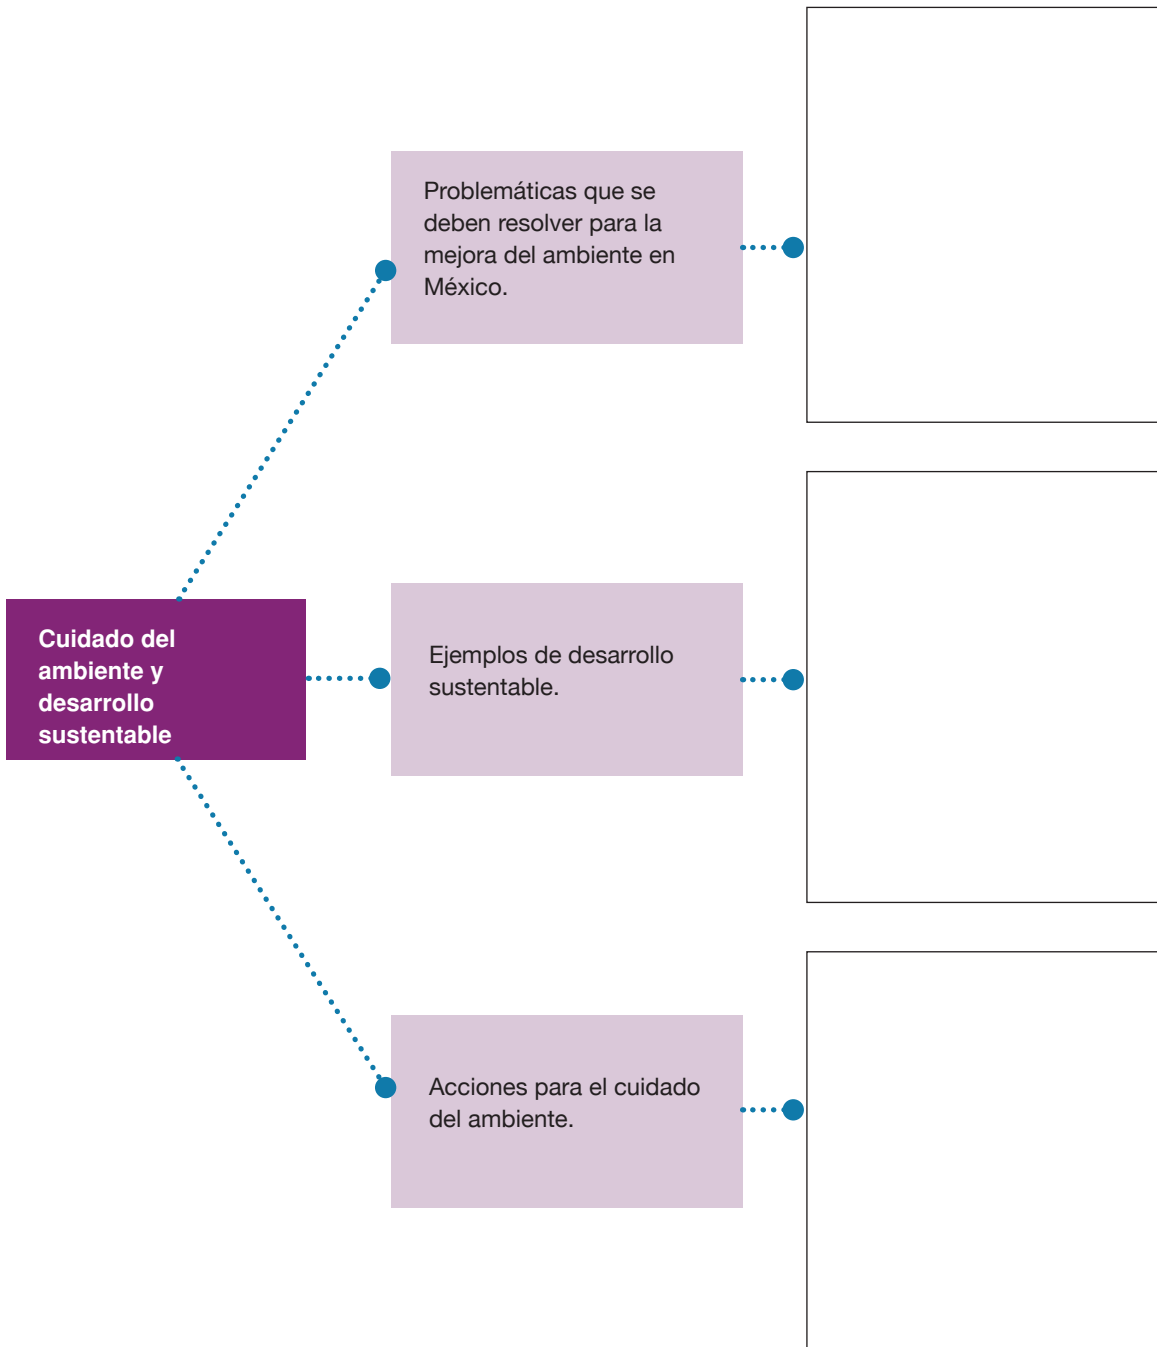 Problemáticas que se
deben resolver para la
mejora del ambiente en
México.
Cuidado del
ambiente y
desarrollo
sustentable
Ejemplos de desarrollo
sustentable.
Acciones para el cuidado
del ambiente.